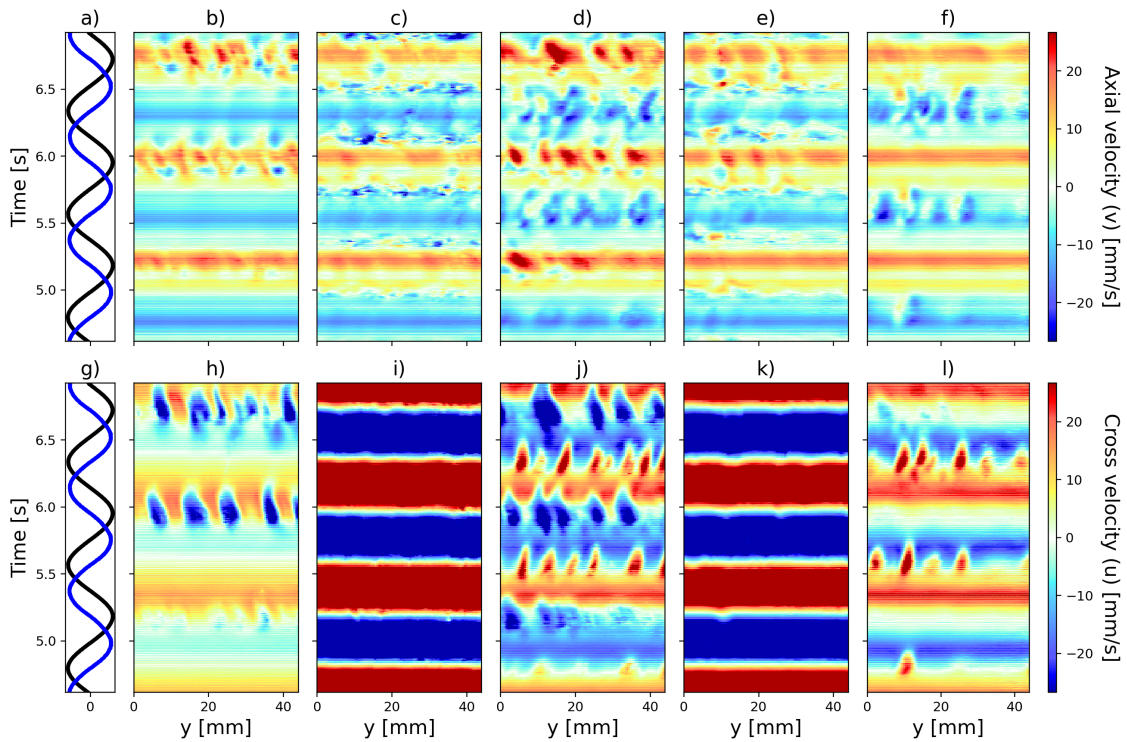 a) b) c) d) e) f)
6.5
6.0
5.5
5.0
Time [s]
20
10
0
−10
−20
Axial velocity (v) [mm/s]
g) h) i) j) k) l)
6.5
6.0
5.5
5.0
Time [s]
20
10
0
−10
−20
Cross velocity (u) [mm/s]
0 0 20 40 0 20 40 0 20 40 0 20 40 0 20 40
y [mm] y [mm] y [mm] y [mm] y [mm]